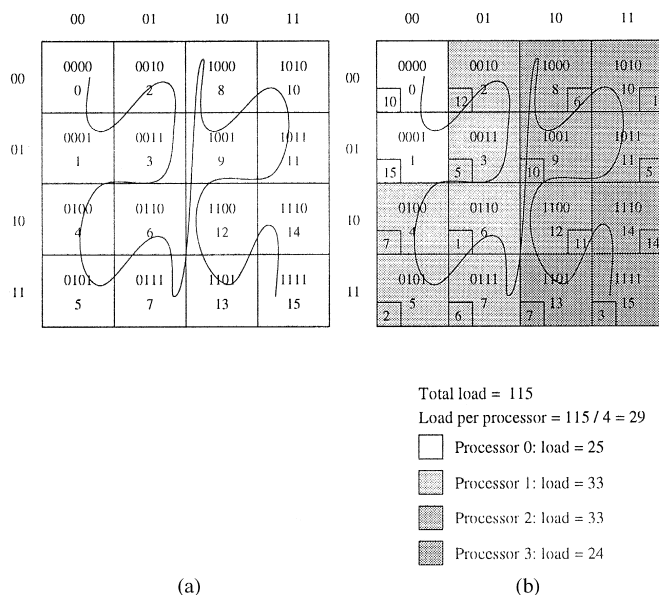 00 01 10 11
00 01 10 11
0000 0010 1000 1010
00
0 2 8 10
0001 0011 1001 1011
01
1 3 9 11
0100 0110 1100 1110
10
4 6 12 14
0101 0111 1101 1111
11
5 7 13 15
0000 0010 1000 1010
00
0 2 8 10
10 12 6 1
0001 0011 1001 1011
01
1 3 9 11
15 5 10 5
0100 0110 1100 1110
10
4 6 12 14
7 1 11 14
0101 0111 1101 1111
11
5 7 13 15
2 6 7 3
Total load = 115
Load per processor = 115 / 4 = 29
Processor 0: load = 25
Processor 1: load = 33
Processor 2: load = 33
Processor 3: load = 24
(a) (b)